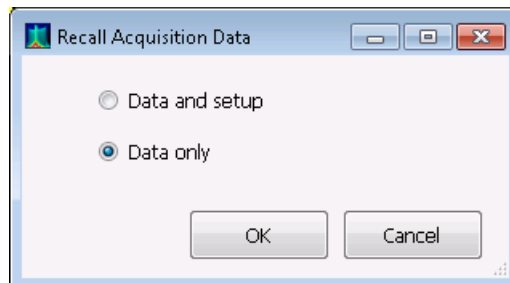 Recall Acquisition Data
Data and setup
Data only
OK
Cancel